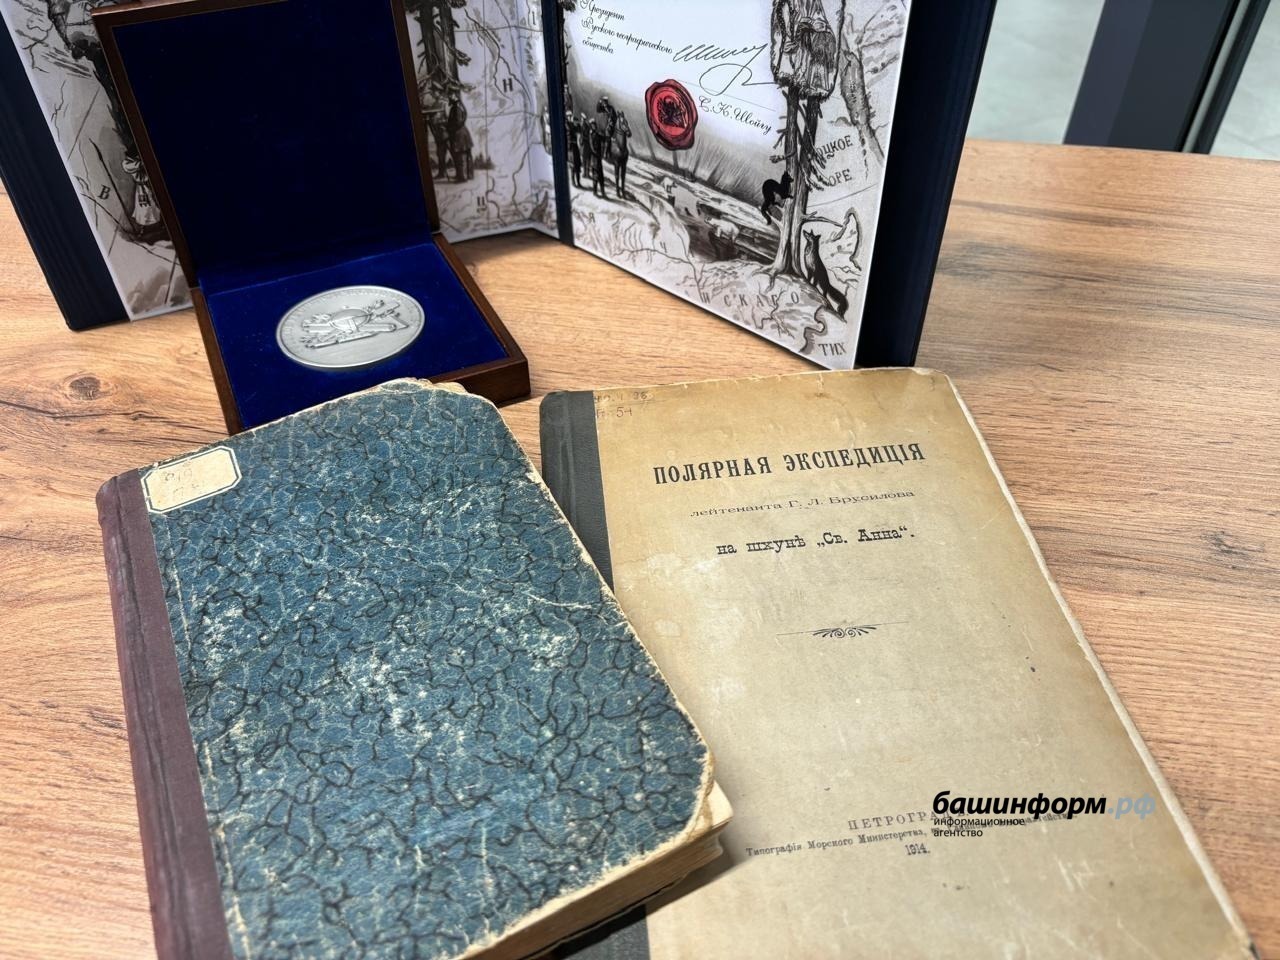 Президент
Русского географического
общества
С. К. Шойгу
Н
В
ТИХ
ПОЛЯРНАЯ ЭКСПЕДИЦІЯ
лейтенанта Г. Л. Брусилова
на шхунѣ „Св. Анна“.
ПЕТРОГРА
Типографія Морского Министерства,
1914.
башинформ.рф
информационное
агентство